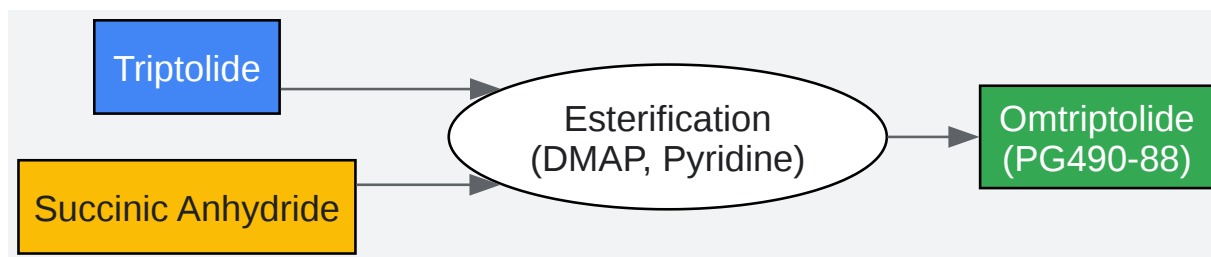 Triptolide
Succinic Anhydride
Esterification
(DMAP, Pyridine)
Omtriptolide
(PG490-88)